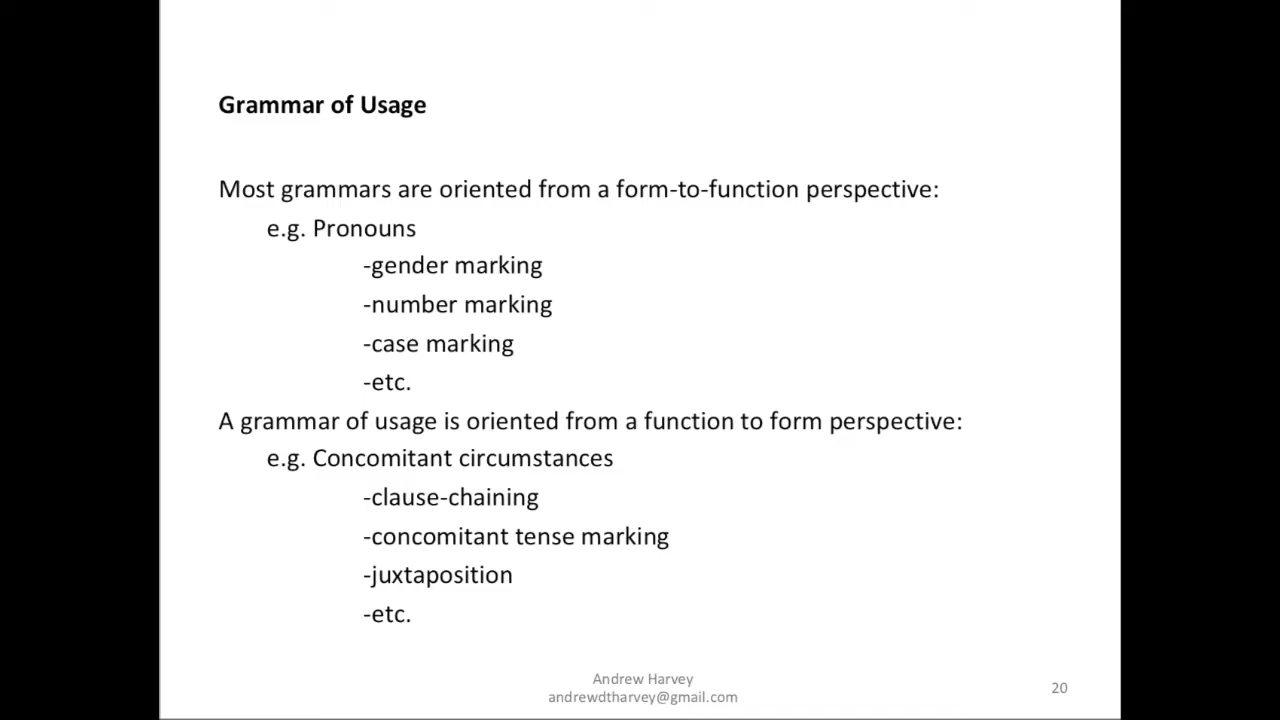 Grammar of Usage
Most grammars are oriented from a form-to-function perspective:
e.g. Pronouns
-gender marking
-number marking
-case marking
-etc.
A grammar of usage is oriented from a function to form perspective:
e.g. Concomitant circumstances
-clause-chaining
-concomitant tense marking
-juxtaposition
-etc.
Andrew Harvey
andrewdtharvey@gmail.com
20